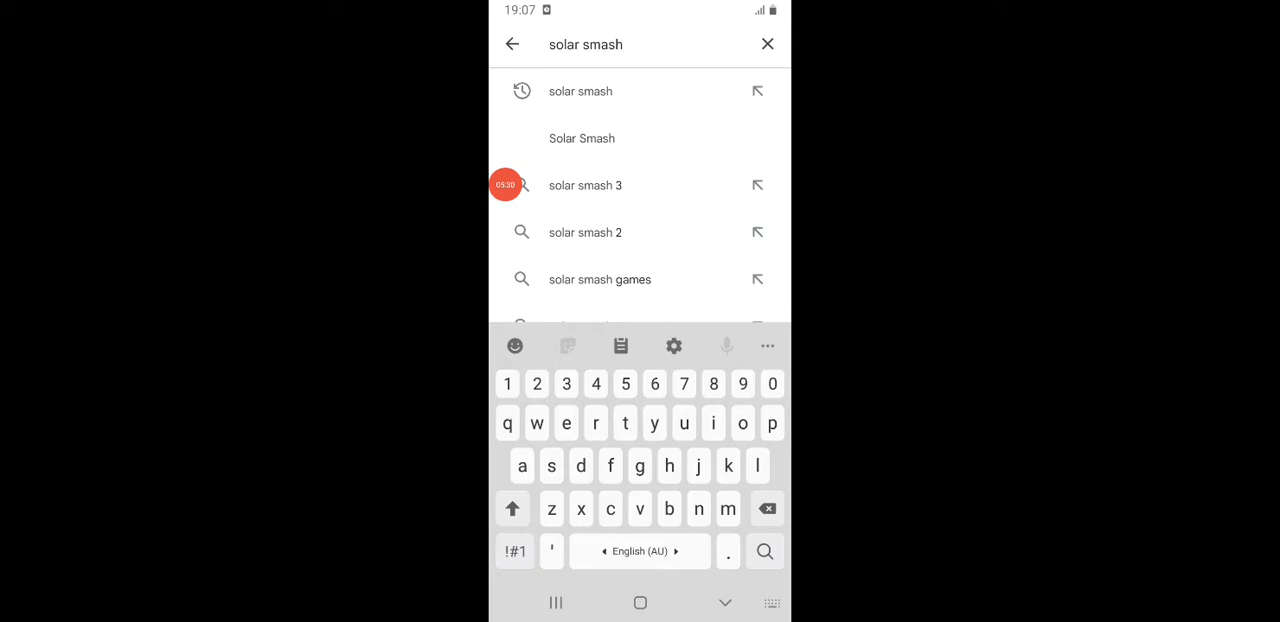 19:07
solar smash
solar smash
Solar Smash
05:30
solar smash 3
solar smash 2
solar smash games
1 2 3 4 5 6 7 8 9 0
q w e r t y u i o p
a s d f g h j k l
z x c v b n m
!#1 ' English (AU) .